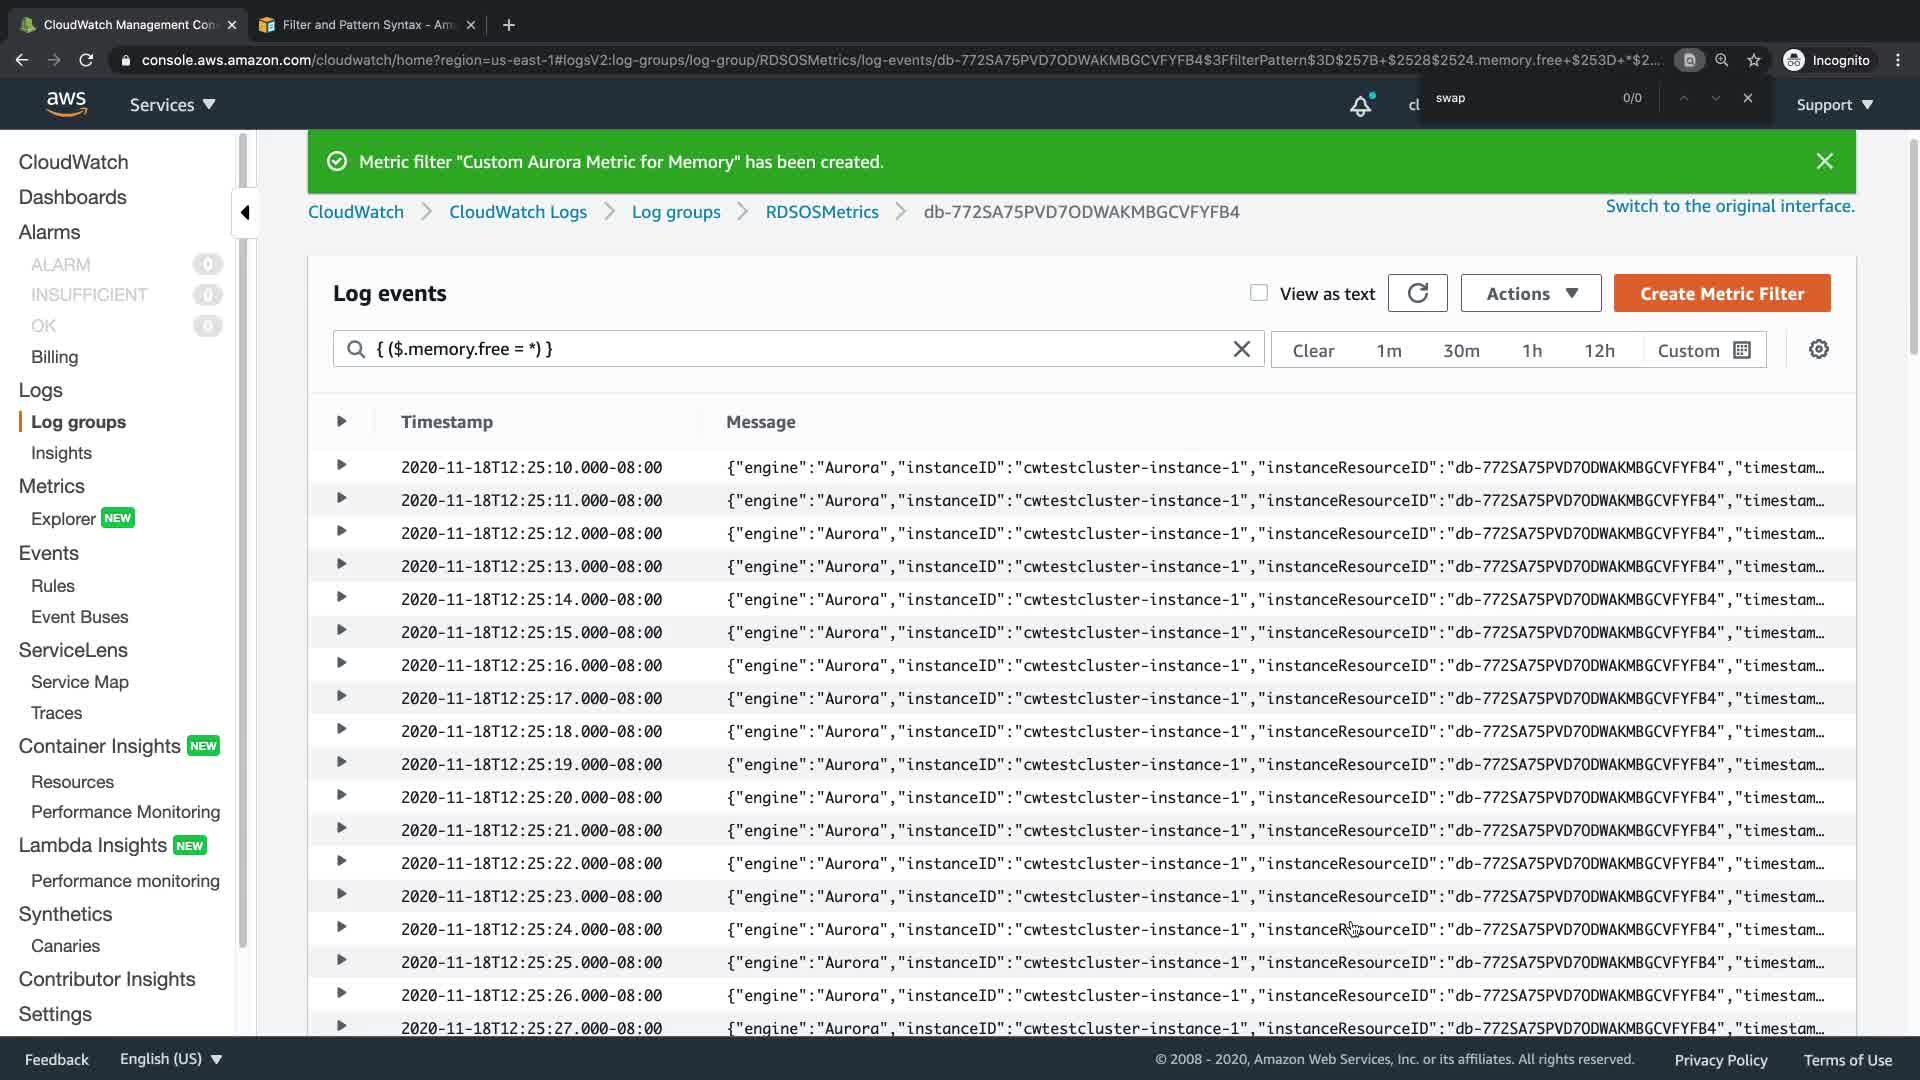 CloudWatch Management Con
Filter and Pattern Syntax - Am
console.aws.amazon.com/cloudwatch/home?region=us-east-1#logsV2:log-groups/log-group/RDSOSMetrics/log-events/db-772SA75PVD7ODWAKMBGCVFYFB4$3FfilterPattern$3D$257B+$2528$2524.memory.free+$253D+*$2...
Incognito
aws
Services
cl
swap
0/0
Support
CloudWatch
Dashboards
Alarms
ALARM 0
INSUFFICIENT 0
OK 0
Billing
Logs
Log groups
Insights
Metrics
Explorer NEW
Events
Rules
Event Buses
ServiceLens
Service Map
Traces
Container Insights NEW
Resources
Performance Monitoring
Lambda Insights NEW
Performance monitoring
Synthetics
Canaries
Contributor Insights
Settings
Metric filter "Custom Aurora Metric for Memory" has been created.
CloudWatch
CloudWatch Logs
Log groups
RDSOSMetrics
db-772SA75PVD7ODWAKMBGCVFYFB4
Switch to the original interface.
Log events
View as text
Actions
Create Metric Filter
{ ($.memory.free = *) }
Clear 1m 30m 1h 12h Custom
Timestamp Message
2020-11-18T12:25:10.000-08:00 {"engine":"Aurora","instanceID":"cwtestcluster-instance-1","instanceResourceID":"db-772SA75PVD7ODWAKMBGCVFYFB4","timestam…
2020-11-18T12:25:11.000-08:00 {"engine":"Aurora","instanceID":"cwtestcluster-instance-1","instanceResourceID":"db-772SA75PVD7ODWAKMBGCVFYFB4","timestam…
2020-11-18T12:25:12.000-08:00 {"engine":"Aurora","instanceID":"cwtestcluster-instance-1","instanceResourceID":"db-772SA75PVD7ODWAKMBGCVFYFB4","timestam…
2020-11-18T12:25:13.000-08:00 {"engine":"Aurora","instanceID":"cwtestcluster-instance-1","instanceResourceID":"db-772SA75PVD7ODWAKMBGCVFYFB4","timestam…
2020-11-18T12:25:14.000-08:00 {"engine":"Aurora","instanceID":"cwtestcluster-instance-1","instanceResourceID":"db-772SA75PVD7ODWAKMBGCVFYFB4","timestam…
2020-11-18T12:25:15.000-08:00 {"engine":"Aurora","instanceID":"cwtestcluster-instance-1","instanceResourceID":"db-772SA75PVD7ODWAKMBGCVFYFB4","timestam…
2020-11-18T12:25:16.000-08:00 {"engine":"Aurora","instanceID":"cwtestcluster-instance-1","instanceResourceID":"db-772SA75PVD7ODWAKMBGCVFYFB4","timestam…
2020-11-18T12:25:17.000-08:00 {"engine":"Aurora","instanceID":"cwtestcluster-instance-1","instanceResourceID":"db-772SA75PVD7ODWAKMBGCVFYFB4","timestam…
2020-11-18T12:25:18.000-08:00 {"engine":"Aurora","instanceID":"cwtestcluster-instance-1","instanceResourceID":"db-772SA75PVD7ODWAKMBGCVFYFB4","timestam…
2020-11-18T12:25:19.000-08:00 {"engine":"Aurora","instanceID":"cwtestcluster-instance-1","instanceResourceID":"db-772SA75PVD7ODWAKMBGCVFYFB4","timestam…
2020-11-18T12:25:20.000-08:00 {"engine":"Aurora","instanceID":"cwtestcluster-instance-1","instanceResourceID":"db-772SA75PVD7ODWAKMBGCVFYFB4","timestam…
2020-11-18T12:25:21.000-08:00 {"engine":"Aurora","instanceID":"cwtestcluster-instance-1","instanceResourceID":"db-772SA75PVD7ODWAKMBGCVFYFB4","timestam…
2020-11-18T12:25:22.000-08:00 {"engine":"Aurora","instanceID":"cwtestcluster-instance-1","instanceResourceID":"db-772SA75PVD7ODWAKMBGCVFYFB4","timestam…
2020-11-18T12:25:23.000-08:00 {"engine":"Aurora","instanceID":"cwtestcluster-instance-1","instanceResourceID":"db-772SA75PVD7ODWAKMBGCVFYFB4","timestam…
2020-11-18T12:25:24.000-08:00 {"engine":"Aurora","instanceID":"cwtestcluster-instance-1","instanceResourceID":"db-772SA75PVD7ODWAKMBGCVFYFB4","timestam…
2020-11-18T12:25:25.000-08:00 {"engine":"Aurora","instanceID":"cwtestcluster-instance-1","instanceResourceID":"db-772SA75PVD7ODWAKMBGCVFYFB4","timestam…
2020-11-18T12:25:26.000-08:00 {"engine":"Aurora","instanceID":"cwtestcluster-instance-1","instanceResourceID":"db-772SA75PVD7ODWAKMBGCVFYFB4","timestam…
2020-11-18T12:25:27.000-08:00 {"engine":"Aurora","instanceID":"cwtestcluster-instance-1","instanceResourceID":"db-772SA75PVD7ODWAKMBGCVFYFB4","timestam…
Feedback
English (US)
© 2008 - 2020, Amazon Web Services, Inc. or its affiliates. All rights reserved.
Privacy Policy
Terms of Use